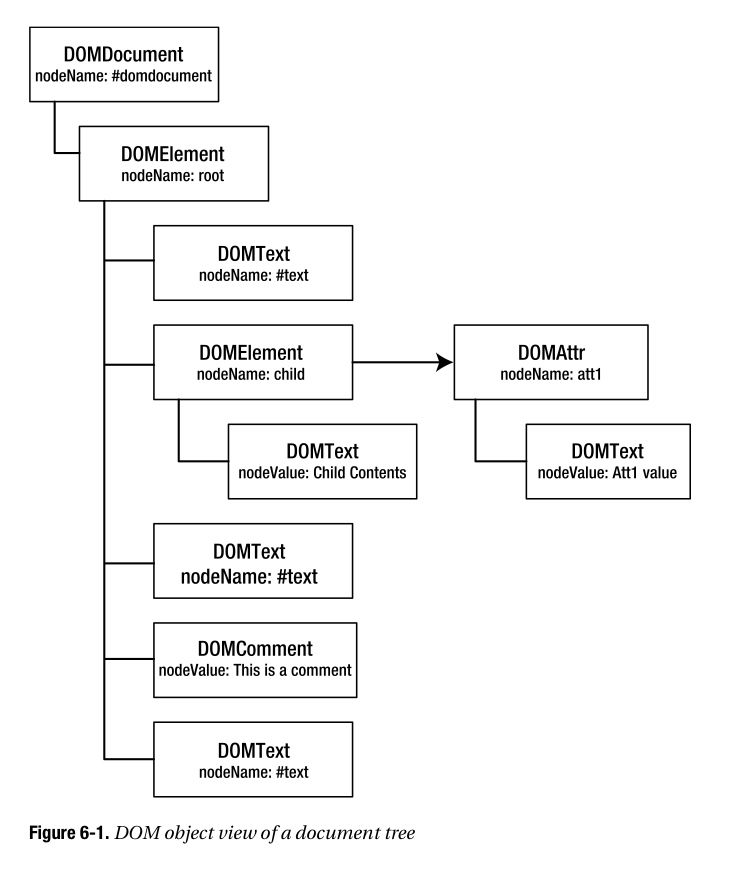 DOMDocument
nodeName: #domdocument
DOMElement
nodeName: root
DOMText
nodeName: #text
DOMElement
nodeName: child
DOMAttr
nodeName: att1
DOMText
nodeValue: Child Contents
DOMText
nodeValue: Att1 value
DOMText
nodeName: #text
DOMComment
nodeValue: This is a comment
DOMText
nodeName: #text
Figure 6-1. DOM object view of a document tree